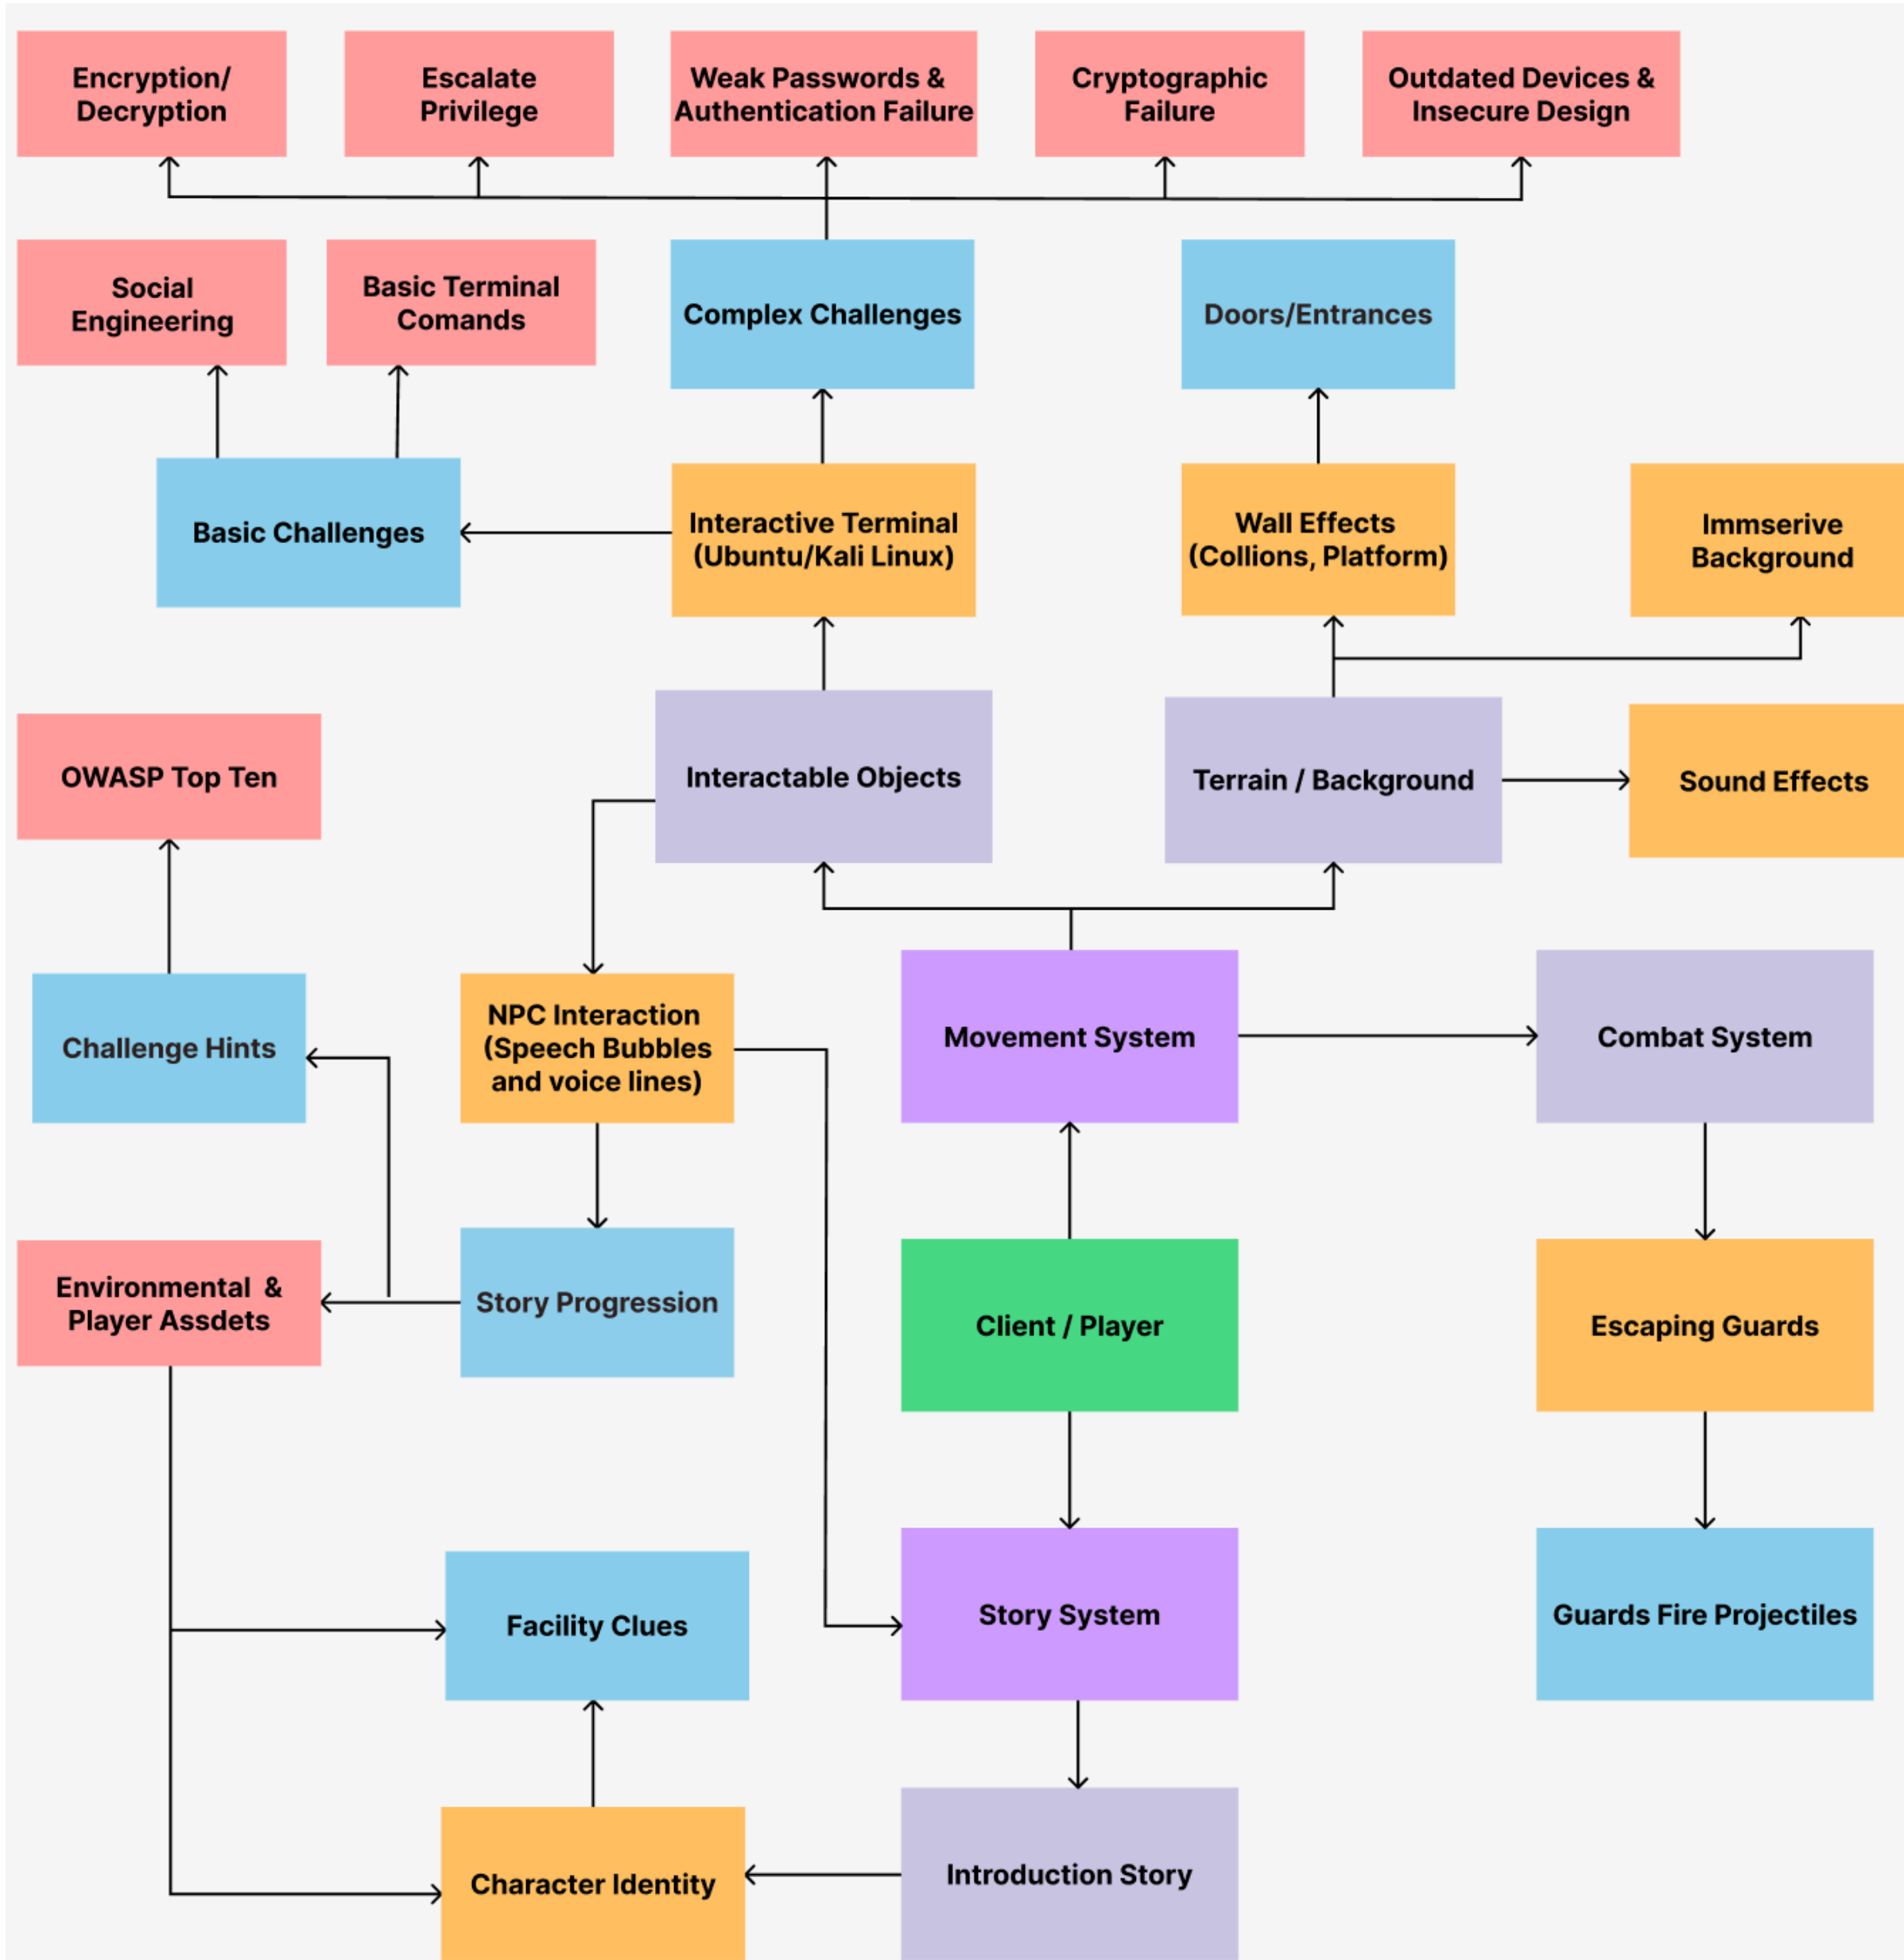 Encryption/
Decryption
Escalate
Privilege
Weak Passwords &
Authentication Failure
Cryptographic
Failure
Outdated Devices &
Insecure Design
Social
Engineering
Basic Terminal
Comands
Complex Challenges
Doors/Entrances
Basic Challenges
Interactive Terminal
(Ubuntu/Kali Linux)
Wall Effects
(Collions, Platform)
Immserive
Background
OWASP Top Ten
Interactable Objects
Terrain / Background
Sound Effects
Challenge Hints
NPC Interaction
(Speech Bubbles
and voice lines)
Movement System
Combat System
Environmental &
Player Assdets
Story Progression
Client / Player
Escaping Guards
Facility Clues
Story System
Guards Fire Projectiles
Character Identity
Introduction Story